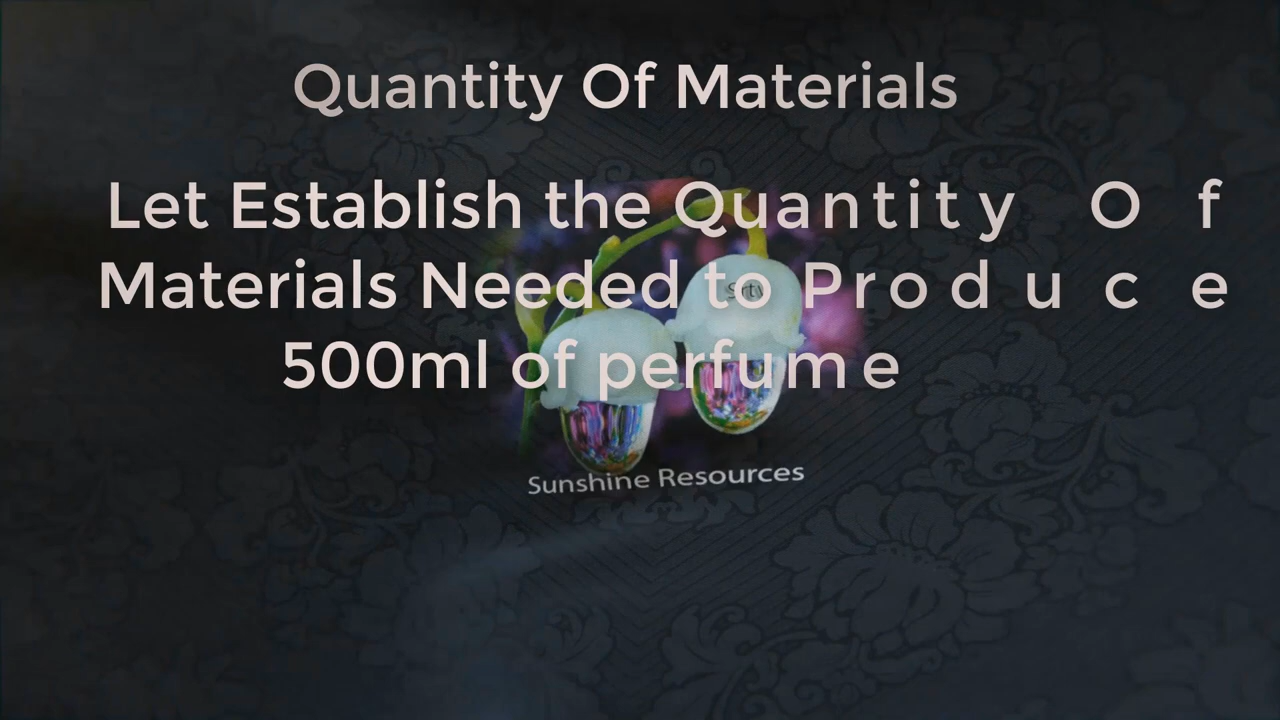 Quantity Of Materials
Let Establish the Quantity Of
Materials Needed to Produce
500ml of perfume
Sunshine Resources